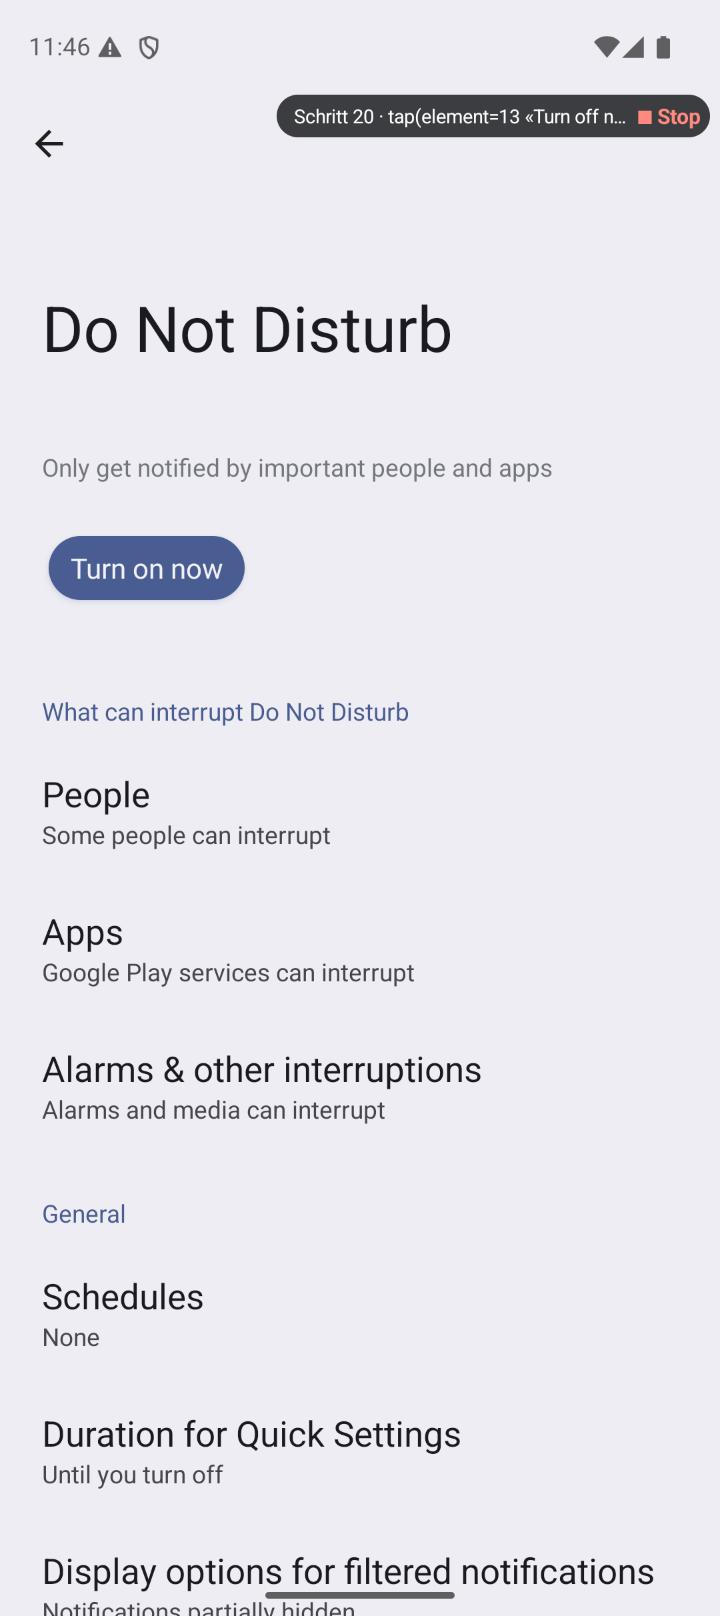 11:46
Schritt 20 · tap(element=13 «Turn off n... Stop
Do Not Disturb
Only get notified by important people and apps
Turn on now
What can interrupt Do Not Disturb
People
Some people can interrupt
Apps
Google Play services can interrupt
Alarms & other interruptions
Alarms and media can interrupt
General
Schedules
None
Duration for Quick Settings
Until you turn off
Display options for filtered notifications
Notifications partially hidden